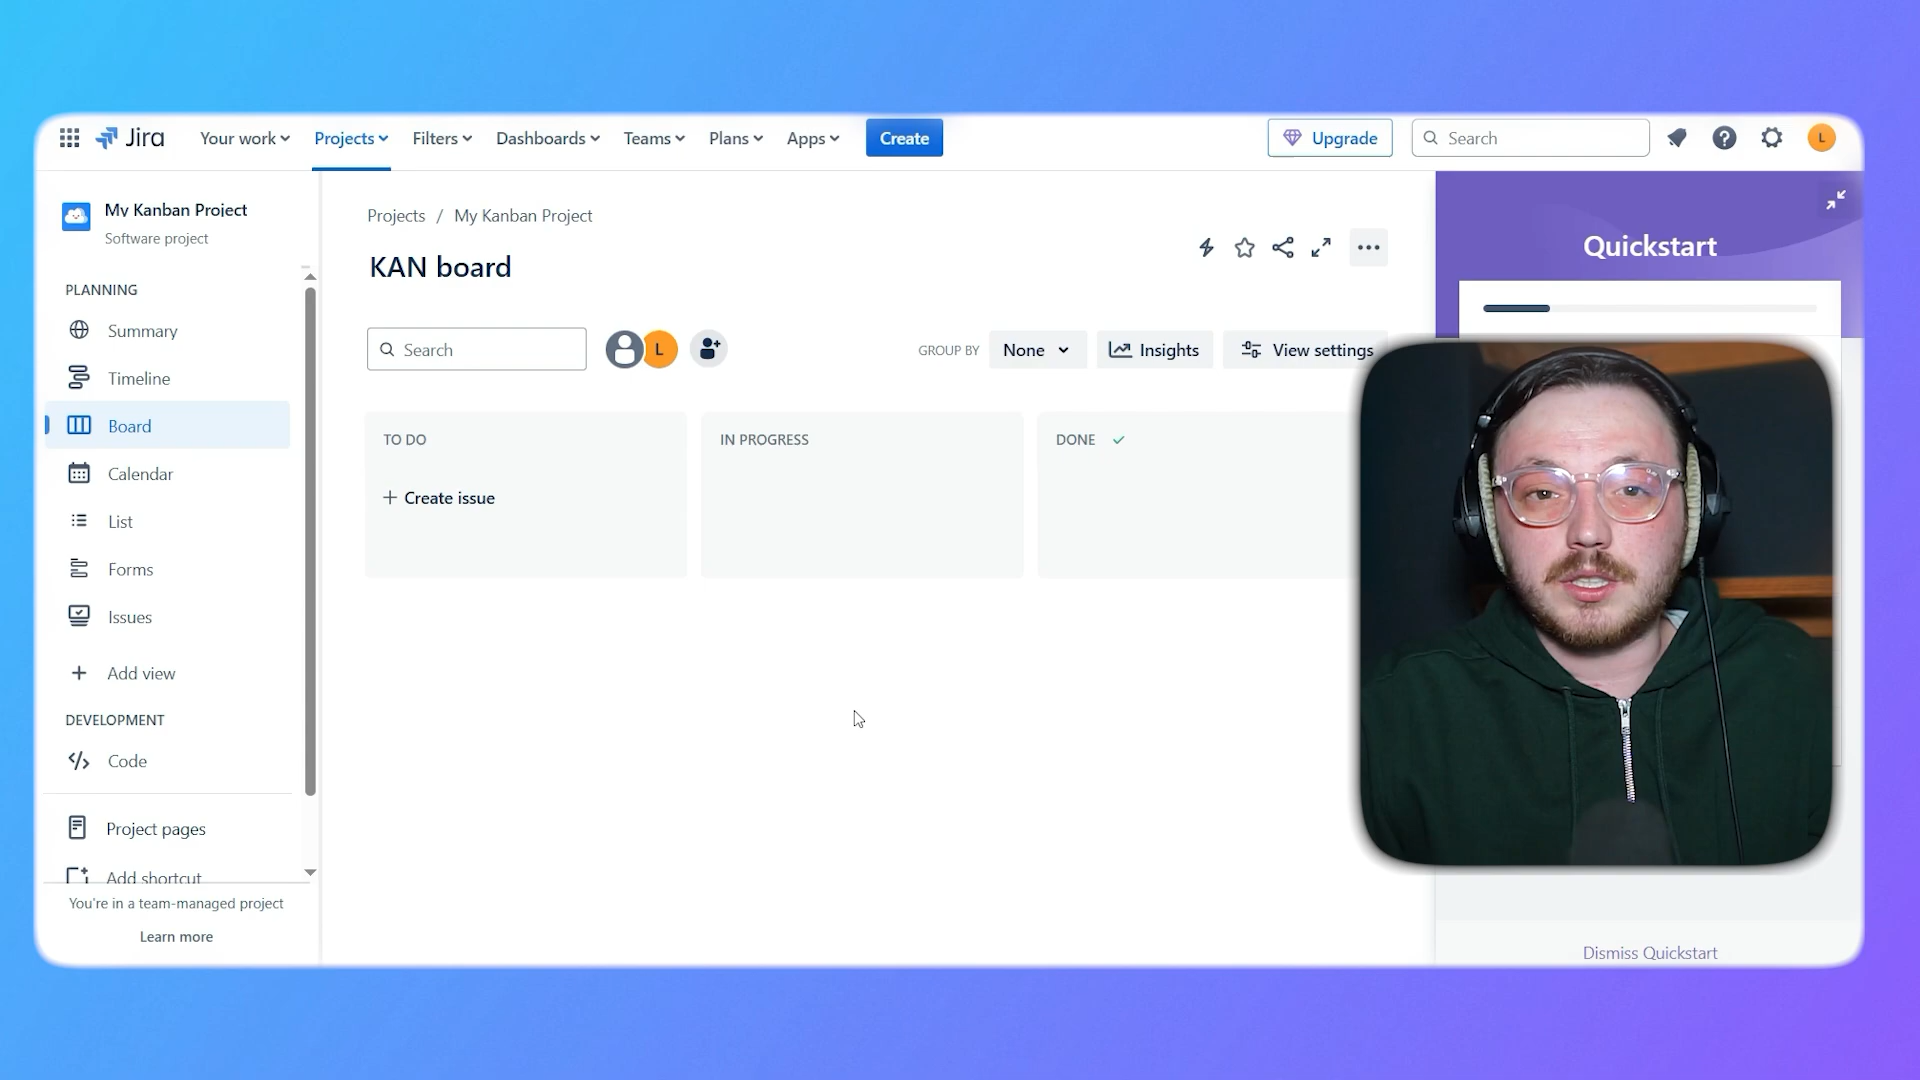 Jira
Your work
Projects
Filters
Dashboards
Teams
Plans
Apps
Create
Upgrade
Search
L
My Kanban Project
Software project
PLANNING
Summary
Timeline
Board
Calendar
List
Forms
Issues
Add view
DEVELOPMENT
Code
Project pages
Add shortcut
You're in a team-managed project
Learn more
Projects / My Kanban Project
KAN board
Search
L
GROUP BY
None
Insights
View settings
TO DO
+ Create issue
IN PROGRESS
DONE
Quickstart
Dismiss Quickstart